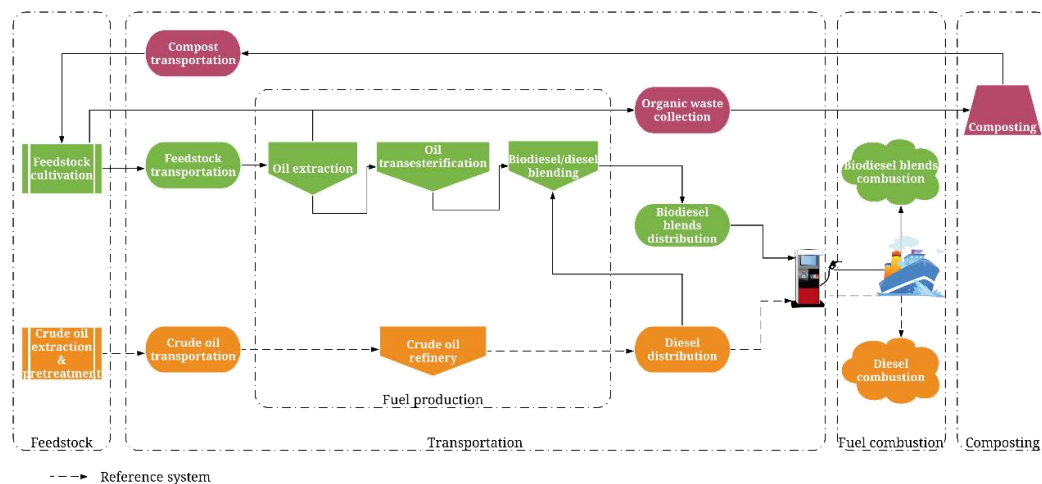 Compost
transportation
Organic waste
collection
Composting
Feedstock
cultivation
Feedstock
transportation
Oil extraction
Oil
transesterification
Biodiesel/diesel
blending
Biodiesel blends
combustion
Biodiesel
blends
distribution
Crude oil
extraction
&
pretreatment
Crude oil
transportation
Crude oil
refinery
Diesel
distribution
Diesel
combustion
Fuel production
Feedstock
Transportation
Fuel combustion
Composting
Reference system